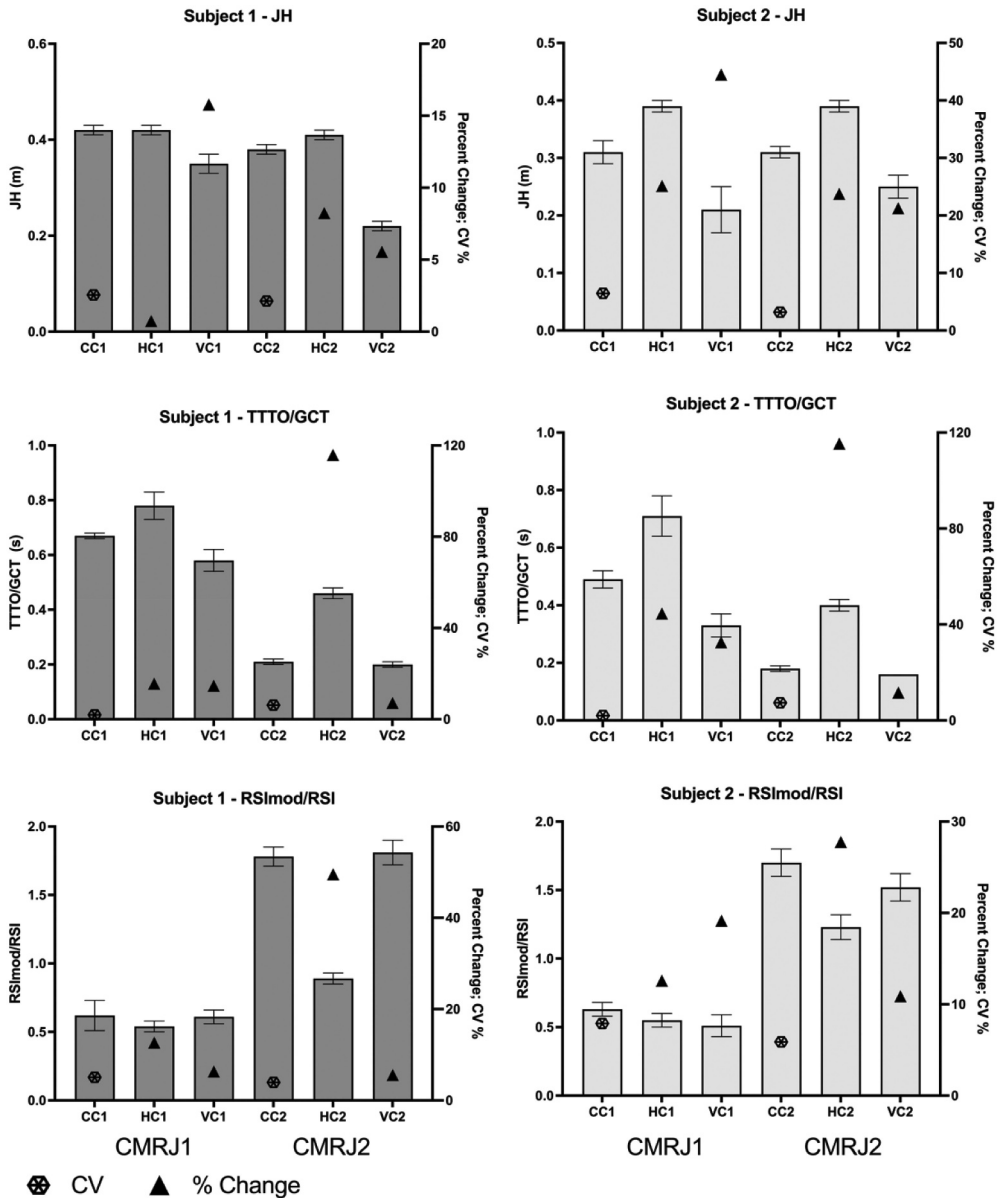 Subject 1 - JH
0.6
0.4
0.2
0.0
JH (m)
20
15
10
5
0
Percent Change; CV %
CC1 HC1 VC1 CC2 HC2 VC2
Subject 2 - JH
0.5
0.4
0.3
0.2
0.1
0.0
JH (m)
50
40
30
20
10
0
Percent Change; CV %
CC1 HC1 VC1 CC2 HC2 VC2
Subject 1 - TTTO/GCT
1.0
0.8
0.6
0.4
0.2
0.0
TTTO/GCT (s)
120
80
40
0
Percent Change; CV %
CC1 HC1 VC1 CC2 HC2 VC2
Subject 2 - TTTO/GCT
1.0
0.8
0.6
0.4
0.2
0.0
TTTO/GCT (s)
120
80
40
0
Percent Change; CV %
CC1 HC1 VC1 CC2 HC2 VC2
Subject 1 - RSImod/RSI
2.0
1.5
1.0
0.5
0.0
RSImod/RSI
60
40
20
0
Percent Change; CV %
CC1 HC1 VC1 CC2 HC2 VC2
CMRJ1 CMRJ2
Subject 2 - RSImod/RSI
2.0
1.5
1.0
0.5
0.0
RSImod/RSI
30
20
10
0
Percent Change; CV %
CC1 HC1 VC1 CC2 HC2 VC2
CMRJ1 CMRJ2
CV % Change